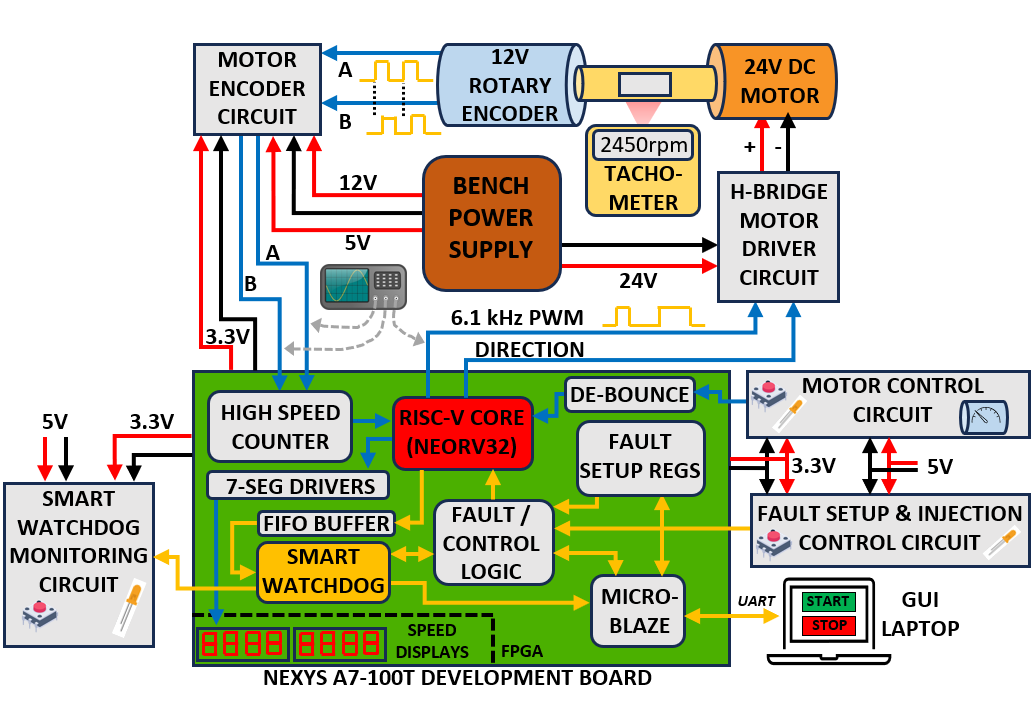 MOTOR
ENCODER
CIRCUIT
A
B
12V
ROTARY
ENCODER
24V DC
MOTOR
2450rpm
TACHO-
METER
+ -
12V
5V
BENCH
POWER
SUPPLY
24V
H-BRIDGE
MOTOR
DRIVER
CIRCUIT
A
B
3.3V
6.1 kHz PWM
DIRECTION
HIGH SPEED
COUNTER
RISC-V CORE
(NEORV32)
DE-BOUNCE
MOTOR CONTROL
CIRCUIT
FAULT
SETUP REGS
3.3V
5V
5V
3.3V
7-SEG DRIVERS
FIFO BUFFER
FAULT /
CONTROL
LOGIC
SMART
WATCHDOG
SMART
WATCHDOG
MONITORING
CIRCUIT
FAULT SETUP & INJECTION
CONTROL CIRCUIT
MICRO-
BLAZE
UART
START
STOP
GUI
LAPTOP
8888 8888
SPEED
DISPLAYS
FPGA
NEXYS A7-100T DEVELOPMENT BOARD